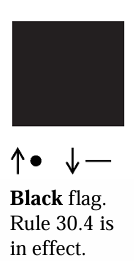 Black flag.
Rule 30.4 is
in effect.